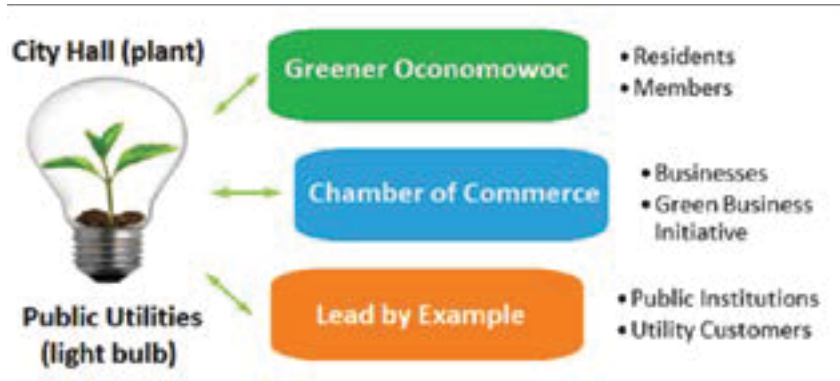 City Hall (plant)
Greener Oconomowoc
• Residents
• Members
Chamber of Commerce
• Businesses
• Green Business
Initiative
Public Utilities
(light bulb)
Lead by Example
• Public Institutions
• Utility Customers